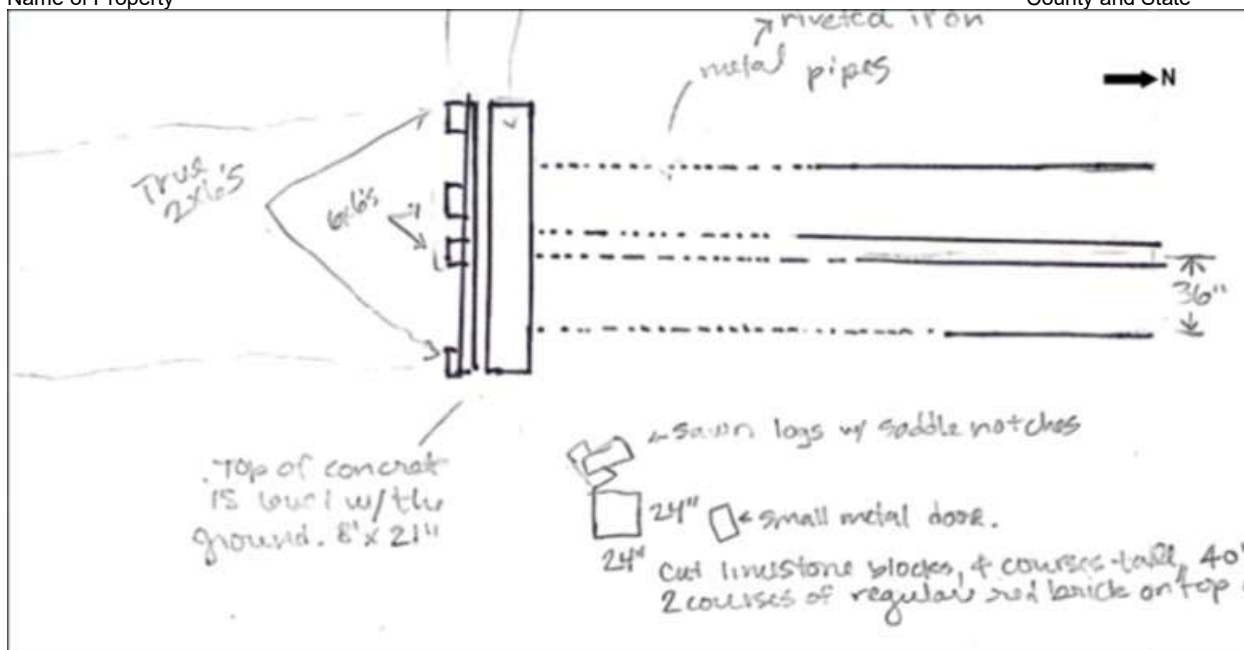 Name of Property
County and State
riveted iron
metal pipes
N
True
2x6's
6x6's
36"
sawn logs w/ saddle notches
Top of concret
is level w/ the
ground. 8' x 21"
24"
small metal door.
24"
cut limestone blocks, 4 courses-tall, 40"
2 courses of regular red brick on top